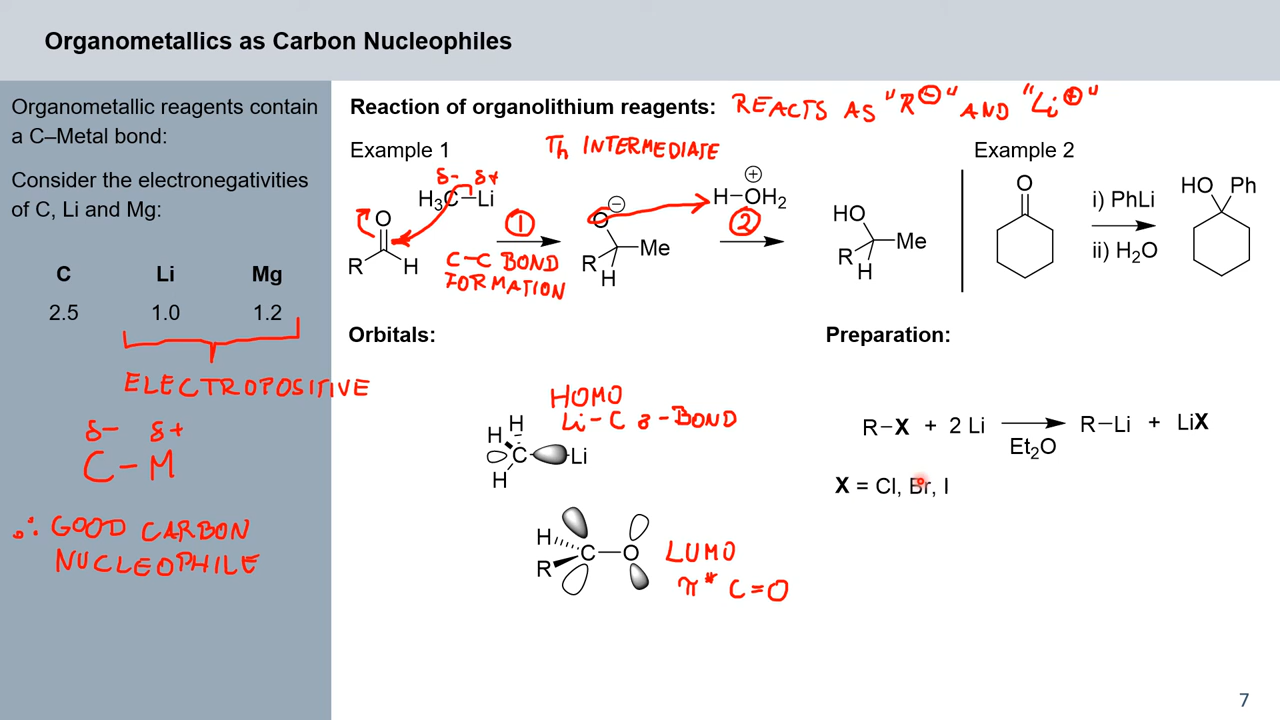 Organometallics as Carbon Nucleophiles
Organometallic reagents contain
a C–Metal bond:
Consider the electronegativities
of C, Li and Mg:
C Li Mg
2.5 1.0 1.2
ELECTROPOSITIVE
δ- δ+
C – M
∴ GOOD CARBON
NUCLEOPHILE
Reaction of organolithium reagents: REACTS AS "R⊖" AND "Li⊕"
Example 1
Th INTERMEDIATE
δ- δ+
H₃C–Li
O
R H
1
C–C BOND
FORMATION
⊖
O
R Me
H
⊕
H–OH₂
2
HO
R Me
H
Example 2
O
i) PhLi
ii) H₂O
HO Ph
Orbitals:
HOMO
Li–C σ-BOND
H
H C Li
H
H
R C–O
LUMO
π* C=O
Preparation:
R–X + 2 Li R–Li + LiX
Et₂O
X = Cl, Br, I
7